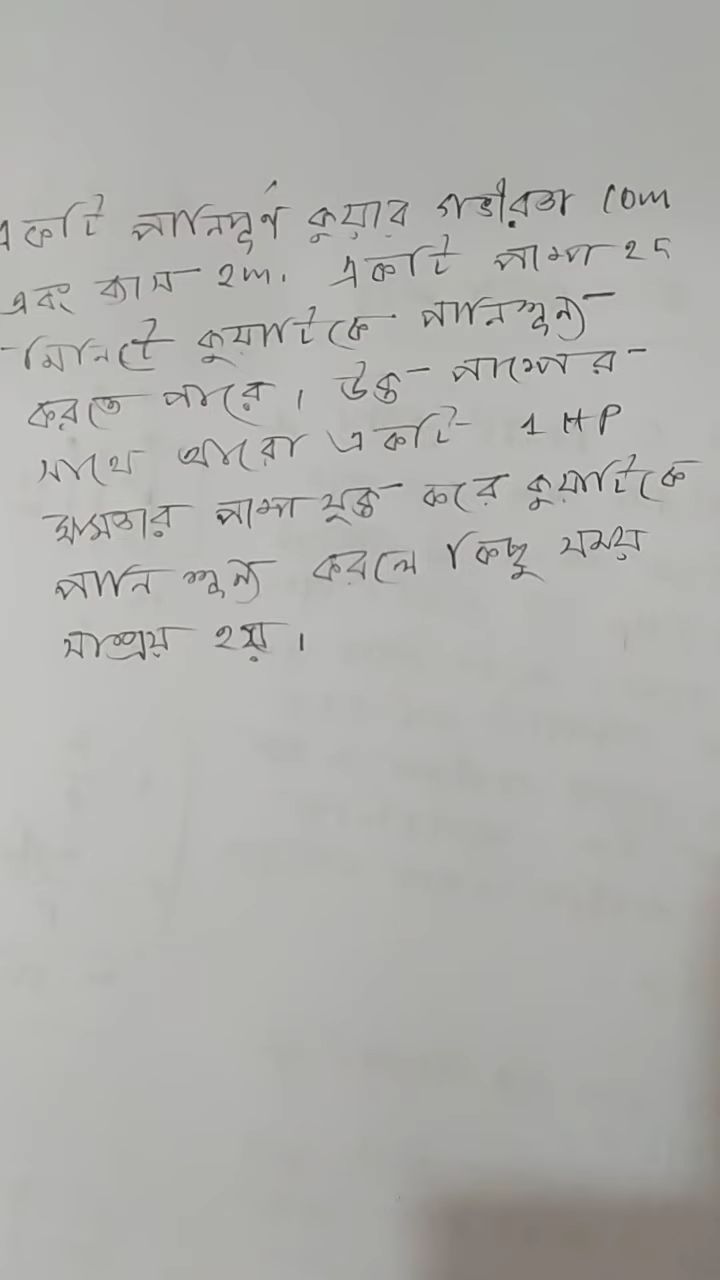 একটি পানিপূর্ণ কুয়ার গভীরতা 10m
এবং ব্যাস 2m. একটি পাম্প 25
মিনিটে কুয়াটিকে পানিশূন্য
করতে পারে। উক্ত পাম্পের
সাথে আরো একটি 1 HP
ক্ষমতার পাম্প যুক্ত করে কুয়াটিকে
পানি শূন্য করলে কিছু সময়
সাশ্রয় হয়।